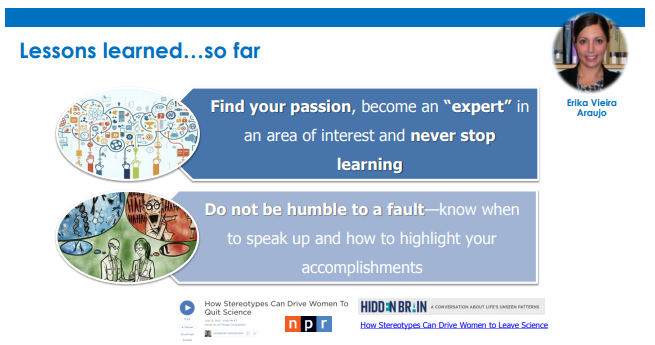 Lessons learned…so far
Erika Vieira
Araujo
Find your passion, become an “expert” in
an area of interest and never stop
learning
Do not be humble to a fault—know when
to speak up and how to highlight your
accomplishments
How Stereotypes Can Drive Women To
Quit Science
npr
HIDDEN BRAIN A CONVERSATION ABOUT LIFE'S UNSEEN PATTERNS
How Stereotypes Can Drive Women to Leave Science